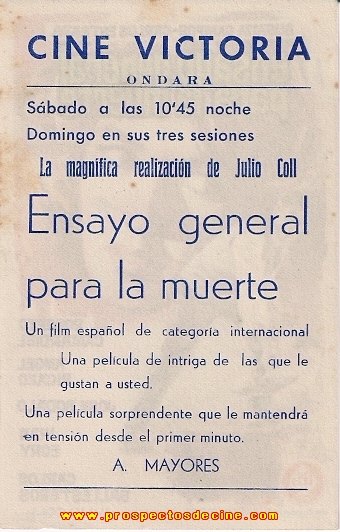 CINE VICTORIA
ONDARA
Sábado a las 10'45 noche
Domingo en sus tres sesiones
La magnífica realización de Julio Coll
Ensayo general
para la muerte
Un film español de categoría internacional
Una película de intriga de las que le
gustan a usted.
Una película sorprendente que le mantendrá
en tensión desde el primer minuto.
A. MAYORES
www.prospectosdecine.com